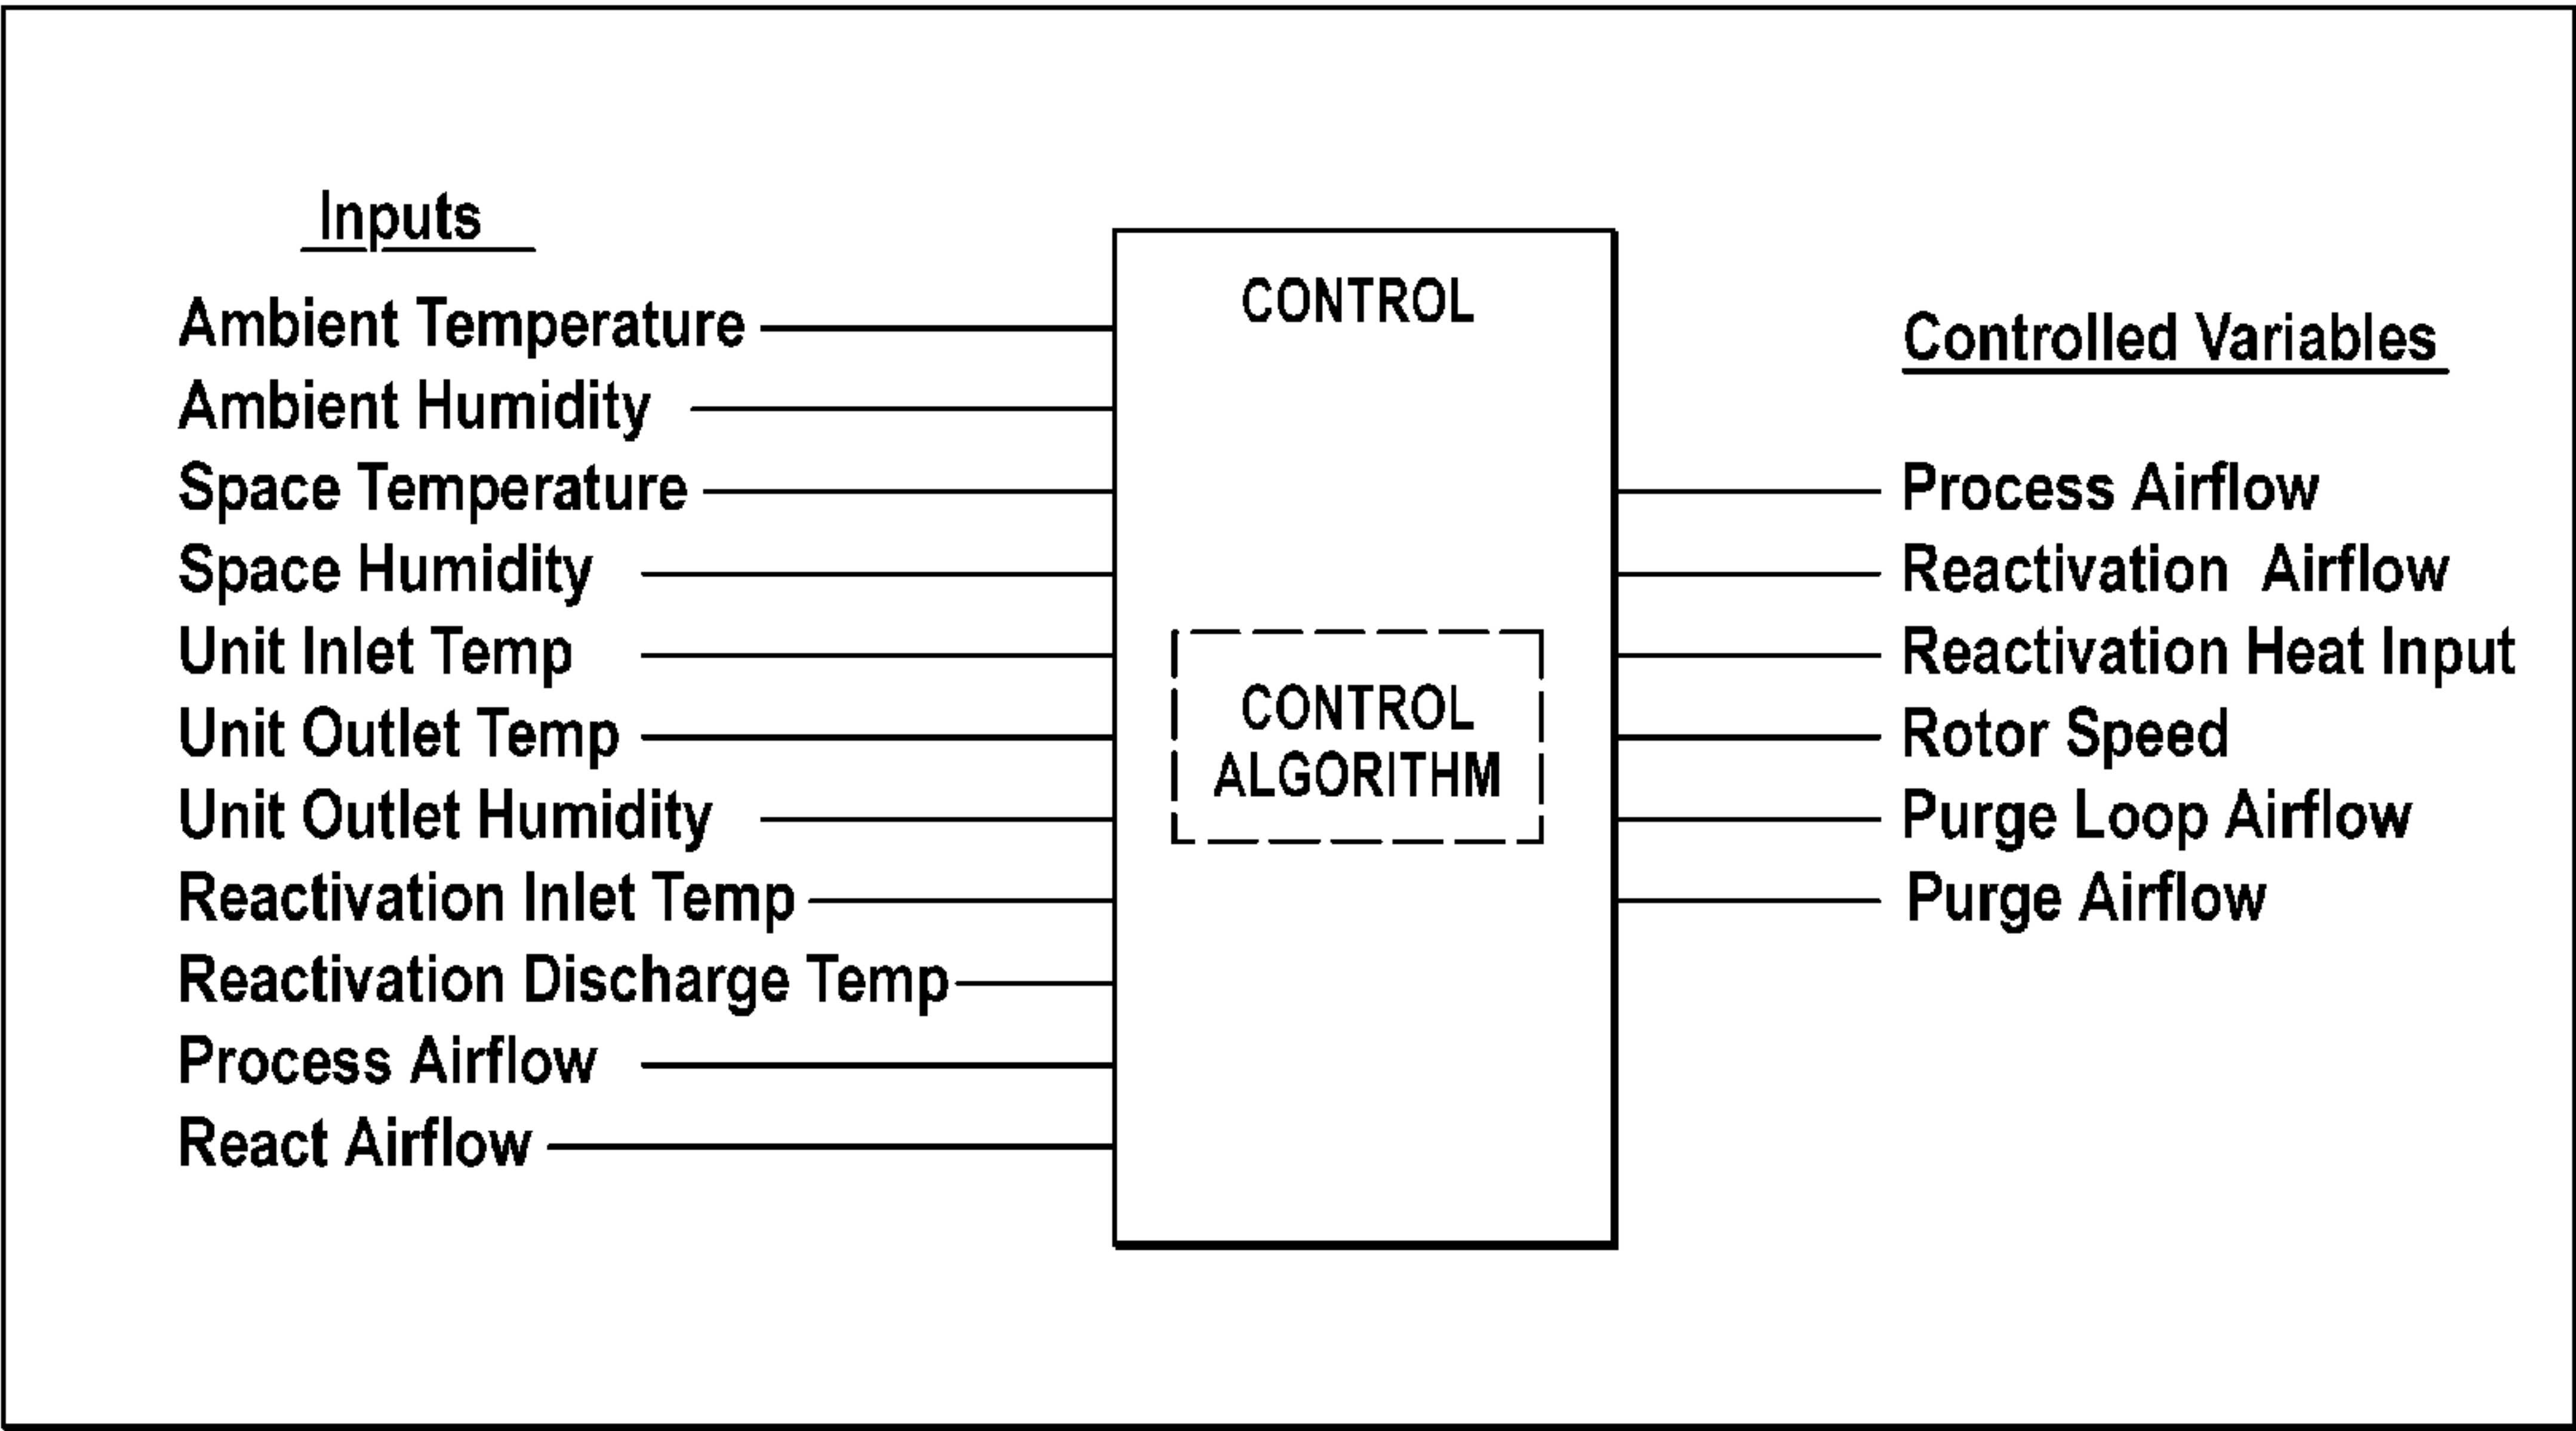 Inputs
Ambient Temperature
Ambient Humidity
Space Temperature
Space Humidity
Unit Inlet Temp
Unit Outlet Temp
Unit Outlet Humidity
Reactivation Inlet Temp
Reactivation Discharge Temp
Process Airflow
React Airflow
CONTROL
CONTROL
ALGORITHM
Controlled Variables
Process Airflow
Reactivation Airflow
Reactivation Heat Input
Rotor Speed
Purge Loop Airflow
Purge Airflow